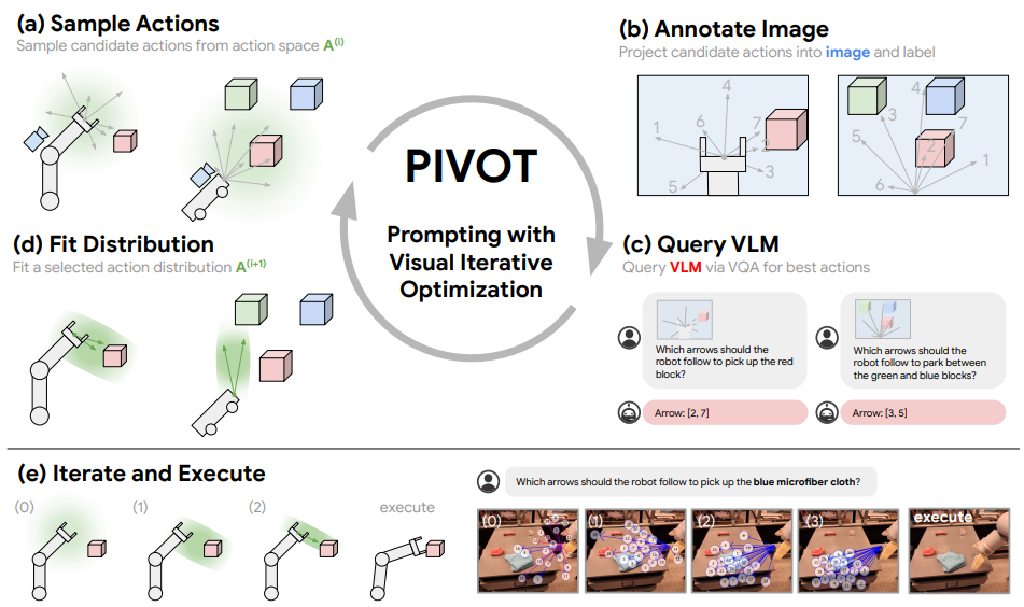 (a) Sample Actions
Sample candidate actions from action space A(i)
(b) Annotate Image
Project candidate actions into image and label
4
6
7
1
2
3
5
4
3
7
5
2
1
6
PIVOT
Prompting with
Visual Iterative
Optimization
(d) Fit Distribution
Fit a selected action distribution A(i+1)
(c) Query VLM
Query VLM via VQA for best actions
Which arrows should the
robot follow to pick up the red
block?
Arrow: [2, 7]
Which arrows should the
robot follow to park between
the green and blue blocks?
Arrow: [3, 5]
(e) Iterate and Execute
(0)
(1)
(2)
execute
Which arrows should the robot follow to pick up the blue microfiber cloth?
(0)
(1)
(2)
(3)
execute